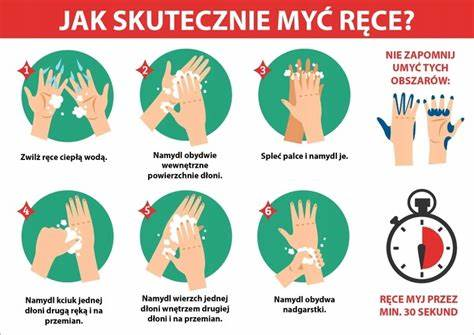 JAK SKUTECZNIE MYĆ RĘCE?
1
Zwilż ręce ciepłą wodą.
2
Namydl obydwie
wewnętrzne
powierzchnie dłoni.
3
Spleć palce i namydl je.
NIE ZAPOMNIJ
UMYĆ TYCH
OBSZARÓW:
4
Namydl kciuk jednej
dłoni drugą ręką i na
przemian.
5
Namydl wierzch jednej
dłoni wnętrzem drugiej
dłoni i na przemian.
6
Namydl obydwa
nadgarstki.
RĘCE MYJ PRZEZ
MIN. 30 SEKUND